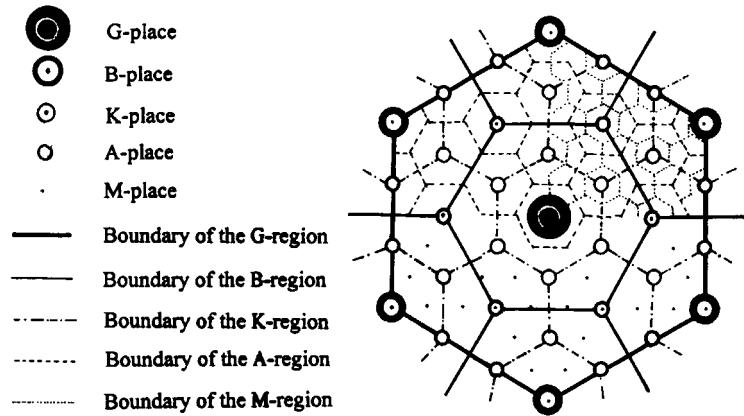 G-place
B-place
K-place
A-place
M-place
Boundary of the G-region
Boundary of the B-region
Boundary of the K-region
Boundary of the A-region
Boundary of the M-region